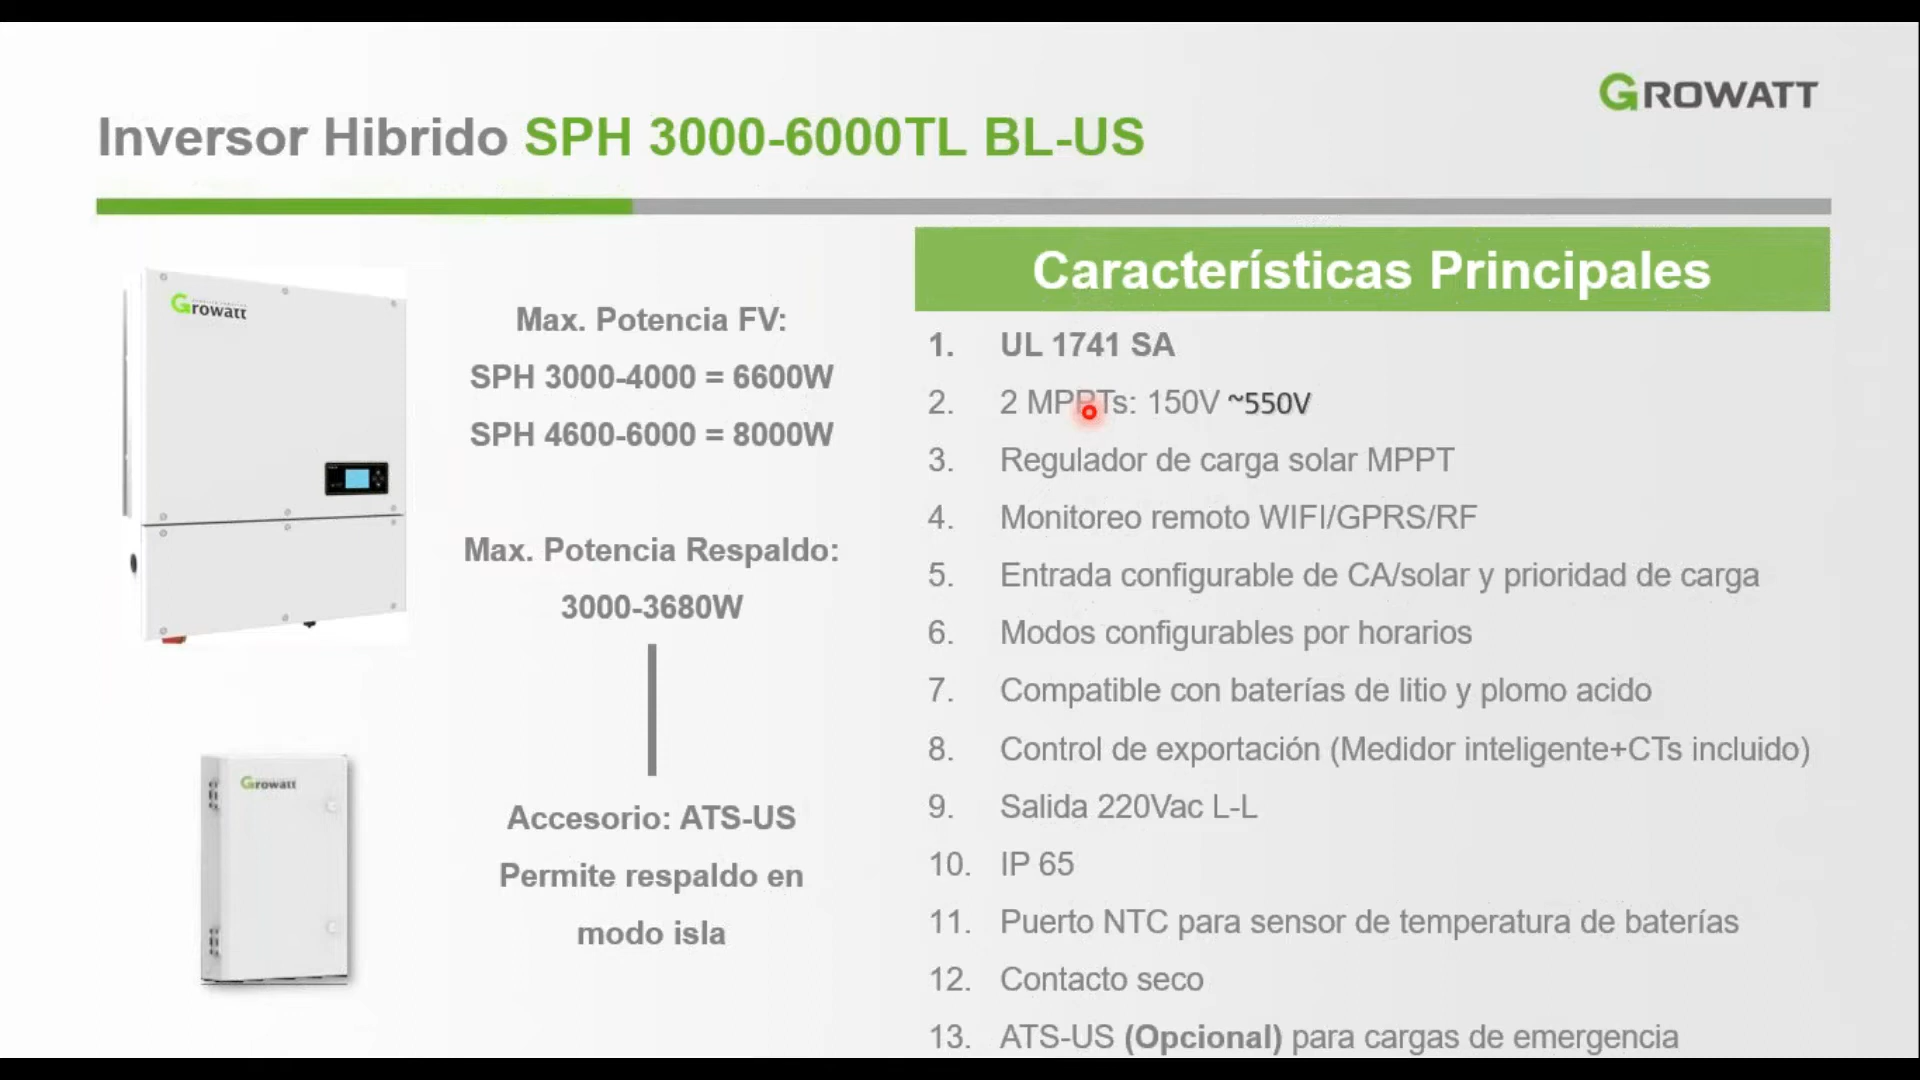 GROWATT
Inversor Hibrido SPH 3000-6000TL BL-US
Growatt
Max. Potencia FV:
SPH 3000-4000 = 6600W
SPH 4600-6000 = 8000W
Max. Potencia Respaldo:
3000-3680W
Growatt
Accesorio: ATS-US
Permite respaldo en
modo isla
Características Principales
1. UL 1741 SA
2. 2 MPPTs: 150V ~550V
3. Regulador de carga solar MPPT
4. Monitoreo remoto WIFI/GPRS/RF
5. Entrada configurable de CA/solar y prioridad de carga
6. Modos configurables por horarios
7. Compatible con baterías de litio y plomo acido
8. Control de exportación (Medidor inteligente+CTs incluido)
9. Salida 220Vac L-L
10. IP 65
11. Puerto NTC para sensor de temperatura de baterías
12. Contacto seco
13. ATS-US (Opcional) para cargas de emergencia